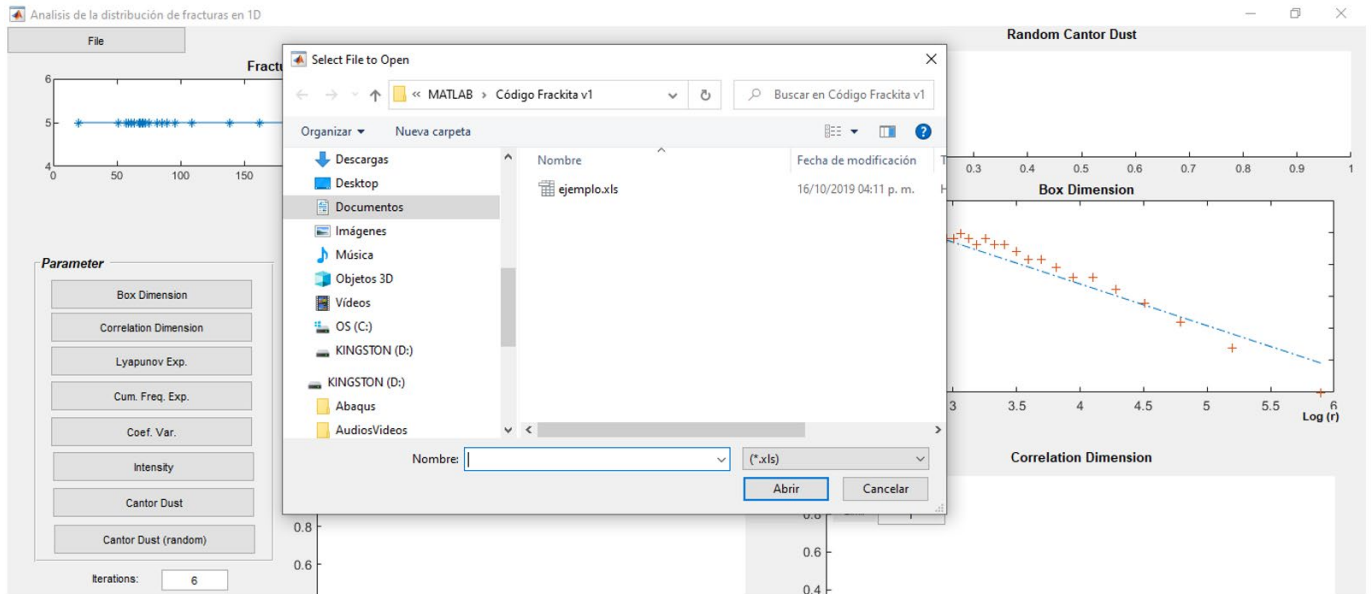 Analisis de la distribución de fracturas en 1D
File
Random Cantor Dust
Fractu
6
5
4
0 50 100 150
Select File to Open
« MATLAB › Código Frackita v1
Buscar en Código Frackita v1
Organizar
Nueva carpeta
Descargas
Desktop
Documentos
Imágenes
Música
Objetos 3D
Vídeos
OS (C:)
KINGSTON (D:)
KINGSTON (D:)
Abaqus
AudiosVideos
Nombre
Fecha de modificación
T
ejemplo.xls
16/10/2019 04:11 p. m.
H
Nombre:
(*.xls)
Abrir
Cancelar
0.3 0.4 0.5 0.6 0.7 0.8 0.9 1
Box Dimension
3 3.5 4 4.5 5 5.5 6
Log (r)
Parameter
Box Dimension
Correlation Dimension
Lyapunov Exp.
Cum. Freq. Exp.
Coef. Var.
Intensity
Cantor Dust
Cantor Dust (random)
Iterations:
6
0.8
0.6
Correlation Dimension
0.8
0.6
0.4